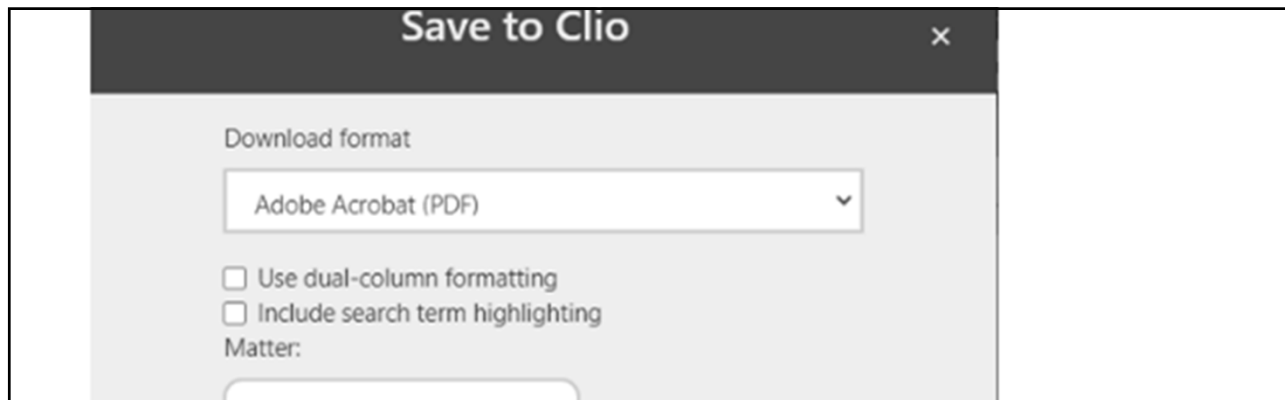 Save to Clio
×
Download format
Adobe Acrobat (PDF)
Use dual-column formatting
Include search term highlighting
Matter: